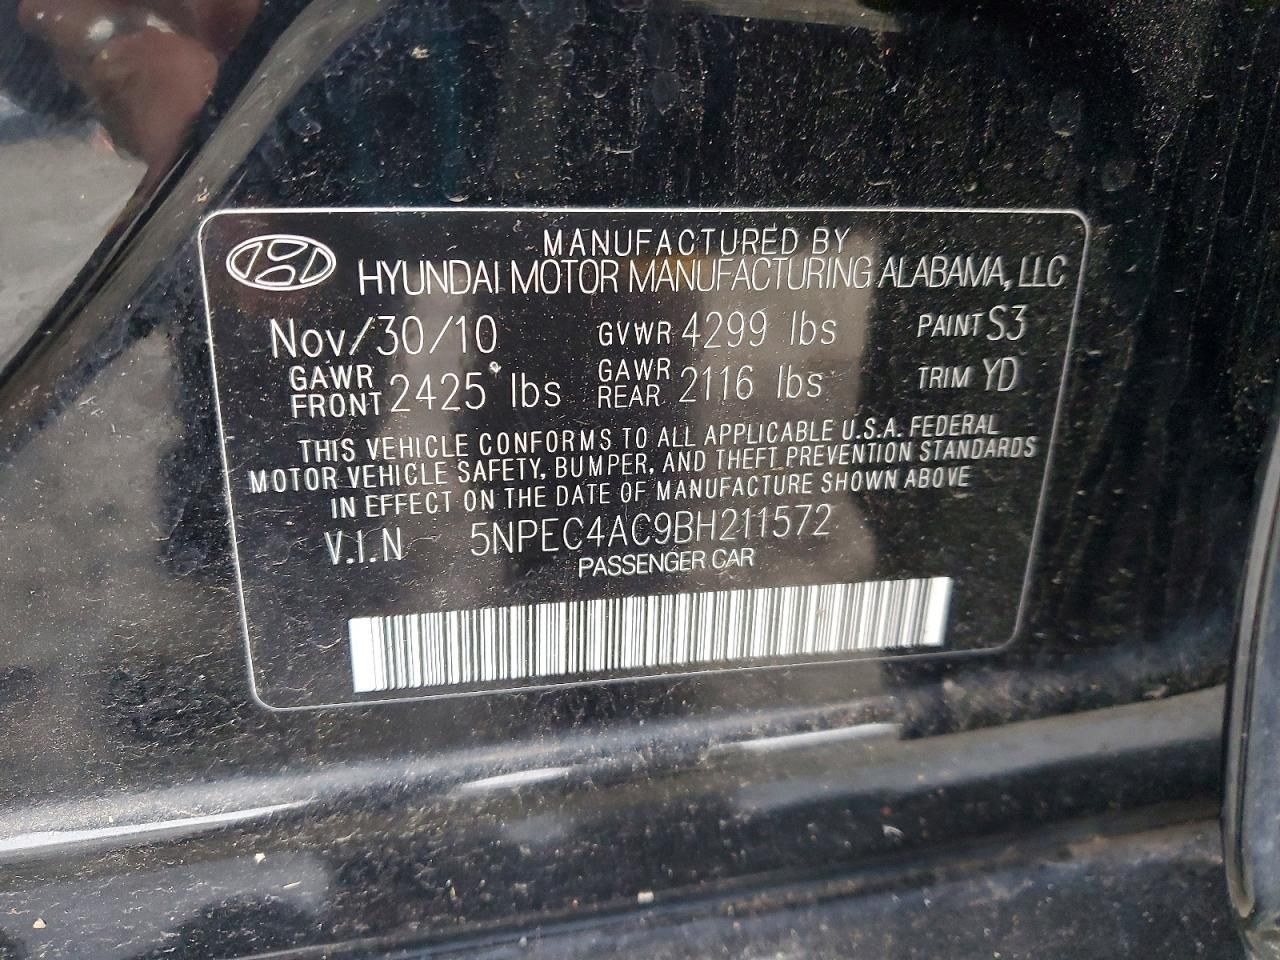 MANUFACTURED BY
HYUNDAI MOTOR MANUFACTURING ALABAMA, LLC
Nov/30/10 GVWR 4299 lbs PAINT S3
GAWR FRONT 2425 lbs GAWR REAR 2116 lbs TRIM YD
THIS VEHICLE CONFORMS TO ALL APPLICABLE U.S.A. FEDERAL
MOTOR VEHICLE SAFETY, BUMPER, AND THEFT PREVENTION STANDARDS
IN EFFECT ON THE DATE OF MANUFACTURE SHOWN ABOVE
V.I.N 5NPEC4AC9BH211572
PASSENGER CAR